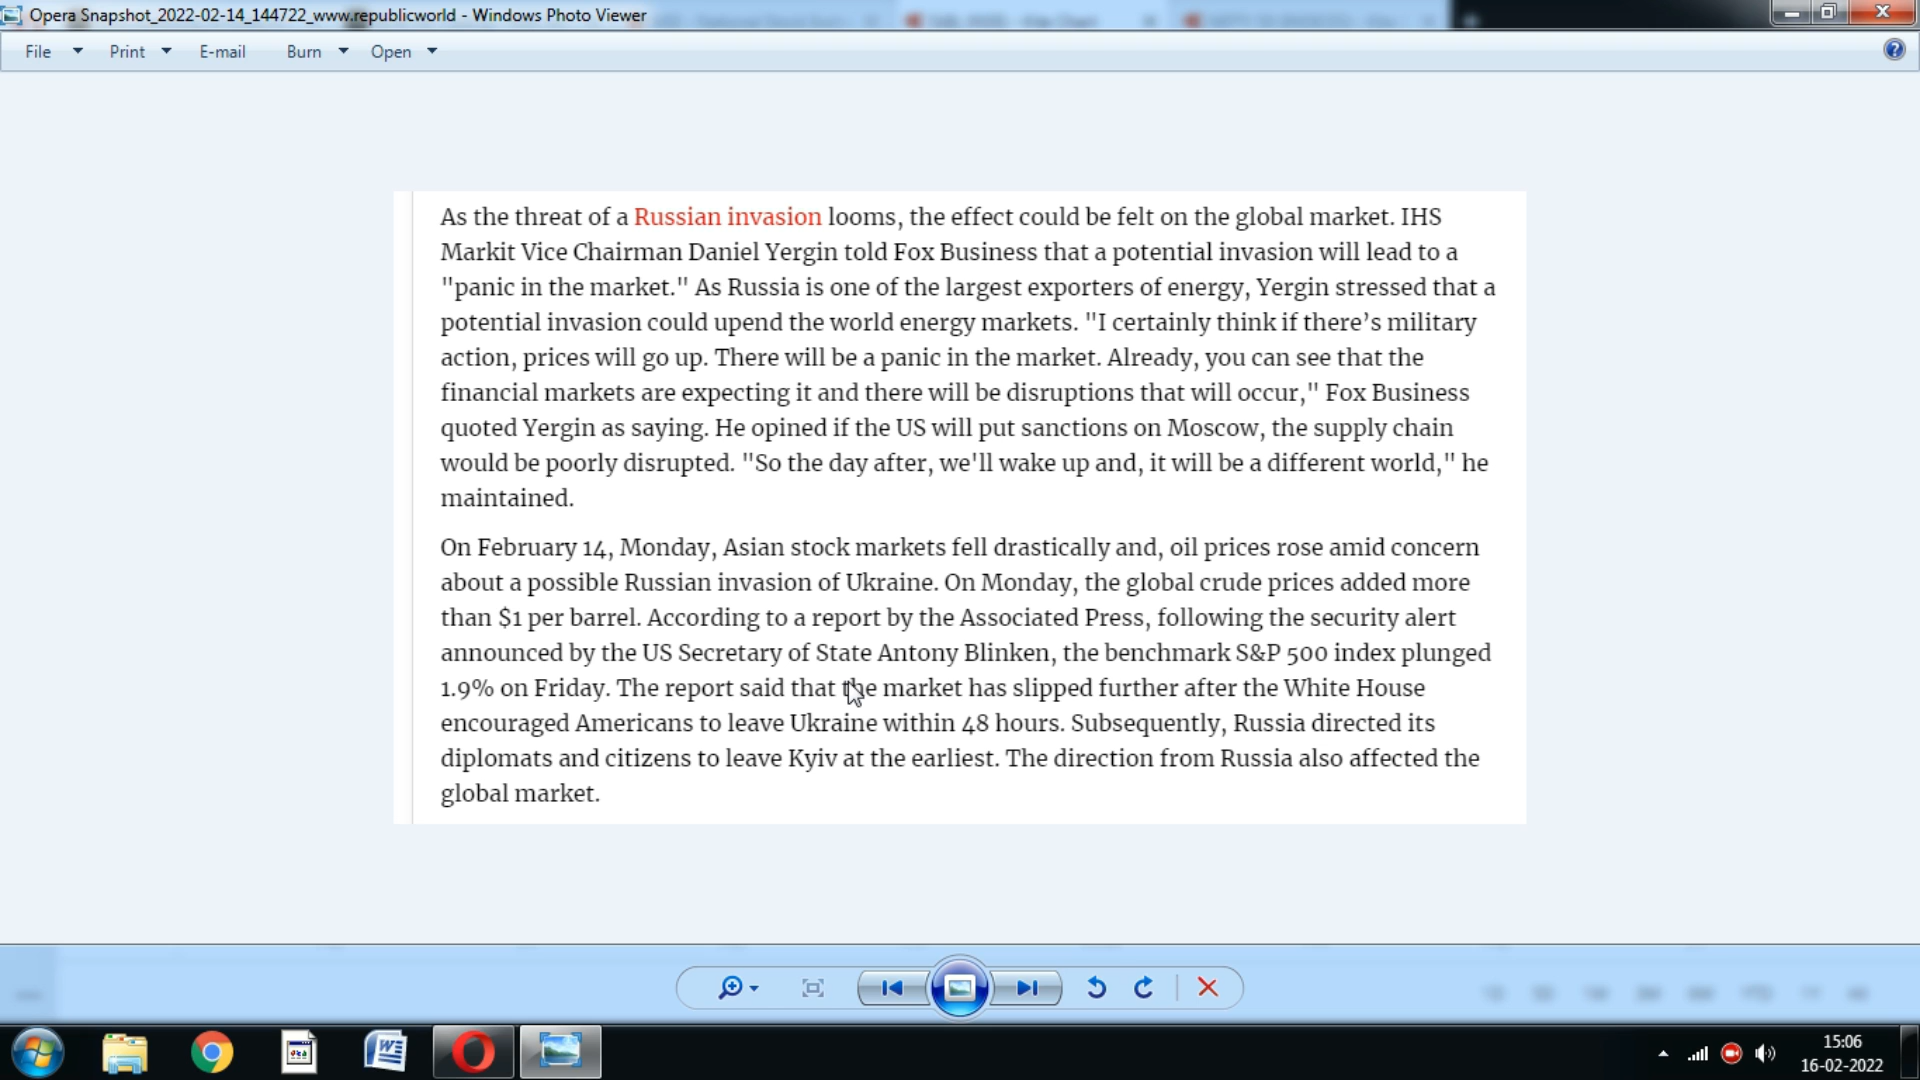 Opera Snapshot_2022-02-14_144722_www.republicworld - Windows Photo Viewer
File Print E-mail Burn Open
As the threat of a Russian invasion looms, the effect could be felt on the global market. IHS
Markit Vice Chairman Daniel Yergin told Fox Business that a potential invasion will lead to a
"panic in the market." As Russia is one of the largest exporters of energy, Yergin stressed that a
potential invasion could upend the world energy markets. "I certainly think if there’s military
action, prices will go up. There will be a panic in the market. Already, you can see that the
financial markets are expecting it and there will be disruptions that will occur," Fox Business
quoted Yergin as saying. He opined if the US will put sanctions on Moscow, the supply chain
would be poorly disrupted. "So the day after, we'll wake up and, it will be a different world," he
maintained.
On February 14, Monday, Asian stock markets fell drastically and, oil prices rose amid concern
about a possible Russian invasion of Ukraine. On Monday, the global crude prices added more
than $1 per barrel. According to a report by the Associated Press, following the security alert
announced by the US Secretary of State Antony Blinken, the benchmark S&P 500 index plunged
1.9% on Friday. The report said that the market has slipped further after the White House
encouraged Americans to leave Ukraine within 48 hours. Subsequently, Russia directed its
diplomats and citizens to leave Kyiv at the earliest. The direction from Russia also affected the
global market.
15:06
16-02-2022